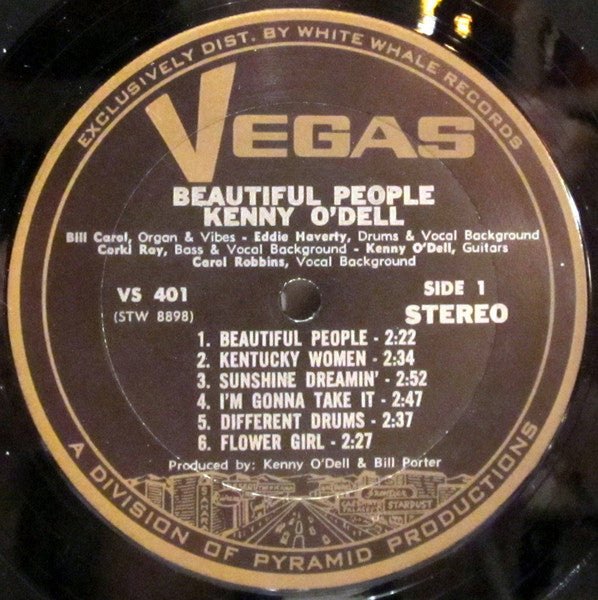 EXCLUSIVELY DIST. BY WHITE WHALE RECORDS
VEGAS
BEAUTIFUL PEOPLE
KENNY O'DELL
Bill Carol, Organ & Vibes - Eddie Haverty, Drums & Vocal Background
Corki Ray, Bass & Vocal Background - Kenny O'Dell, Guitars
Carol Robbins, Vocal Background
VS 401
(STW 8898)
SIDE 1
STEREO
1. BEAUTIFUL PEOPLE - 2:22
2. KENTUCKY WOMEN - 2:34
3. SUNSHINE DREAMIN' - 2:52
4. I'M GONNA TAKE IT - 2:47
5. DIFFERENT DRUMS - 2:37
6. FLOWER GIRL - 2:27
Produced by: Kenny O'Dell & Bill Porter
SAHARA
STARDUST
A DIVISION OF PYRAMID PRODUCTIONS